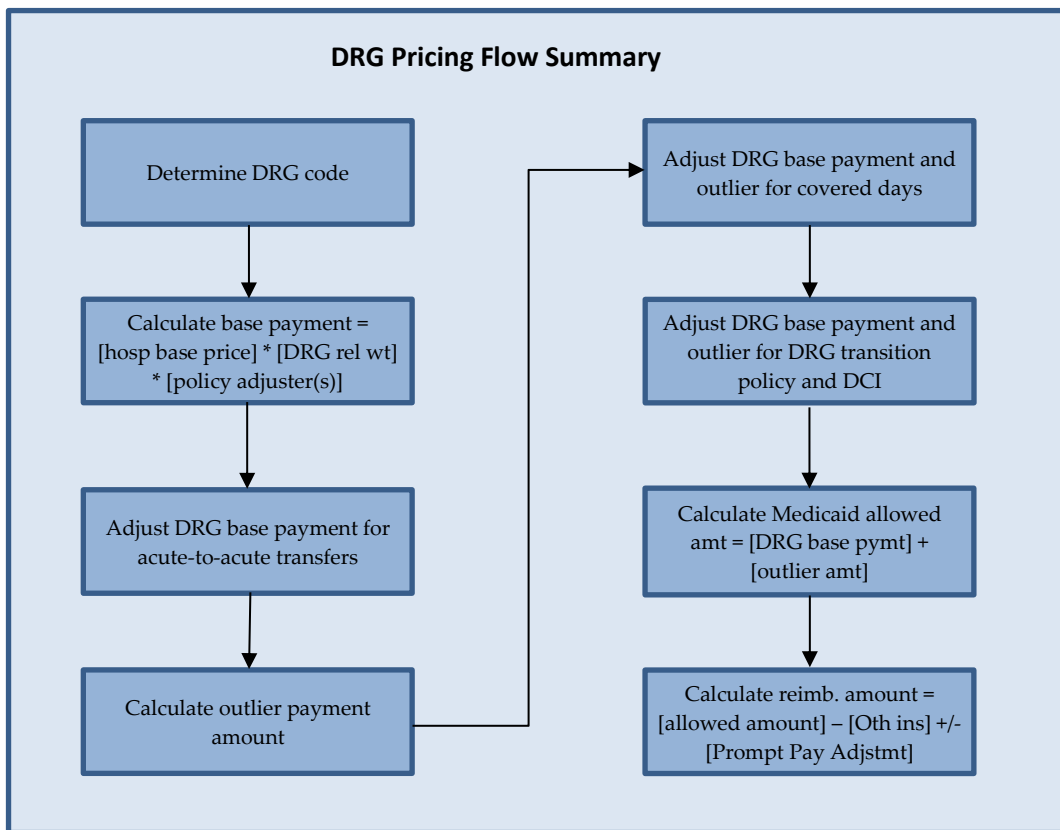 DRG Pricing Flow Summary
Determine DRG code
Calculate base payment =
[hosp base price] * [DRG rel wt]
* [policy adjuster(s)]
Adjust DRG base payment for
acute-to-acute transfers
Calculate outlier payment
amount
Adjust DRG base payment and
outlier for covered days
Adjust DRG base payment and
outlier for DRG transition
policy and DCI
Calculate Medicaid allowed
amt = [DRG base pymt] +
[outlier amt]
Calculate reimb. amount =
[allowed amount] – [Oth ins] +/-
[Prompt Pay Adjstmt]